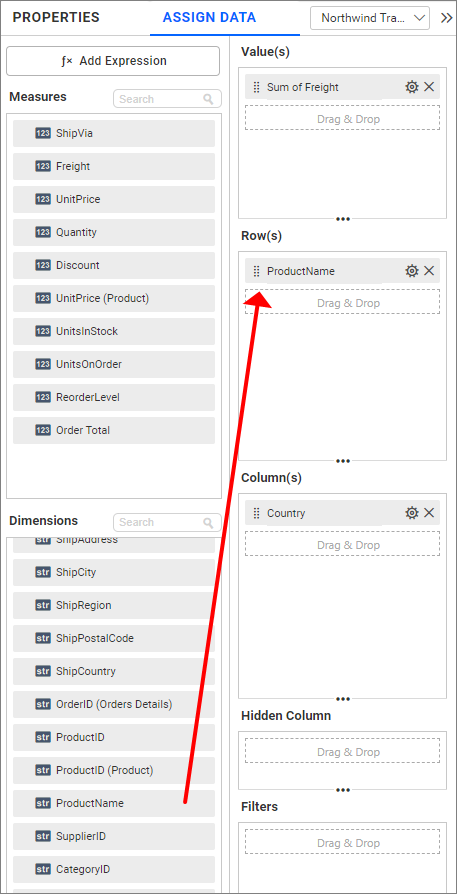 PROPERTIES
ASSIGN DATA
Northwind Tra...
ƒx Add Expression
Measures
Search
123 ShipVia
123 Freight
123 UnitPrice
123 Quantity
123 Discount
123 UnitPrice (Product)
123 UnitsInStock
123 UnitsOnOrder
123 ReorderLevel
123 Order Total
Dimensions
Search
str ShipAddress
str ShipCity
str ShipRegion
str ShipPostalCode
str ShipCountry
str OrderID (Orders Details)
str ProductID
str ProductID (Product)
str ProductName
str SupplierID
str CategoryID
Value(s)
Sum of Freight
Drag & Drop
Row(s)
ProductName
Drag & Drop
Column(s)
Country
Drag & Drop
Hidden Column
Drag & Drop
Filters
Drag & Drop